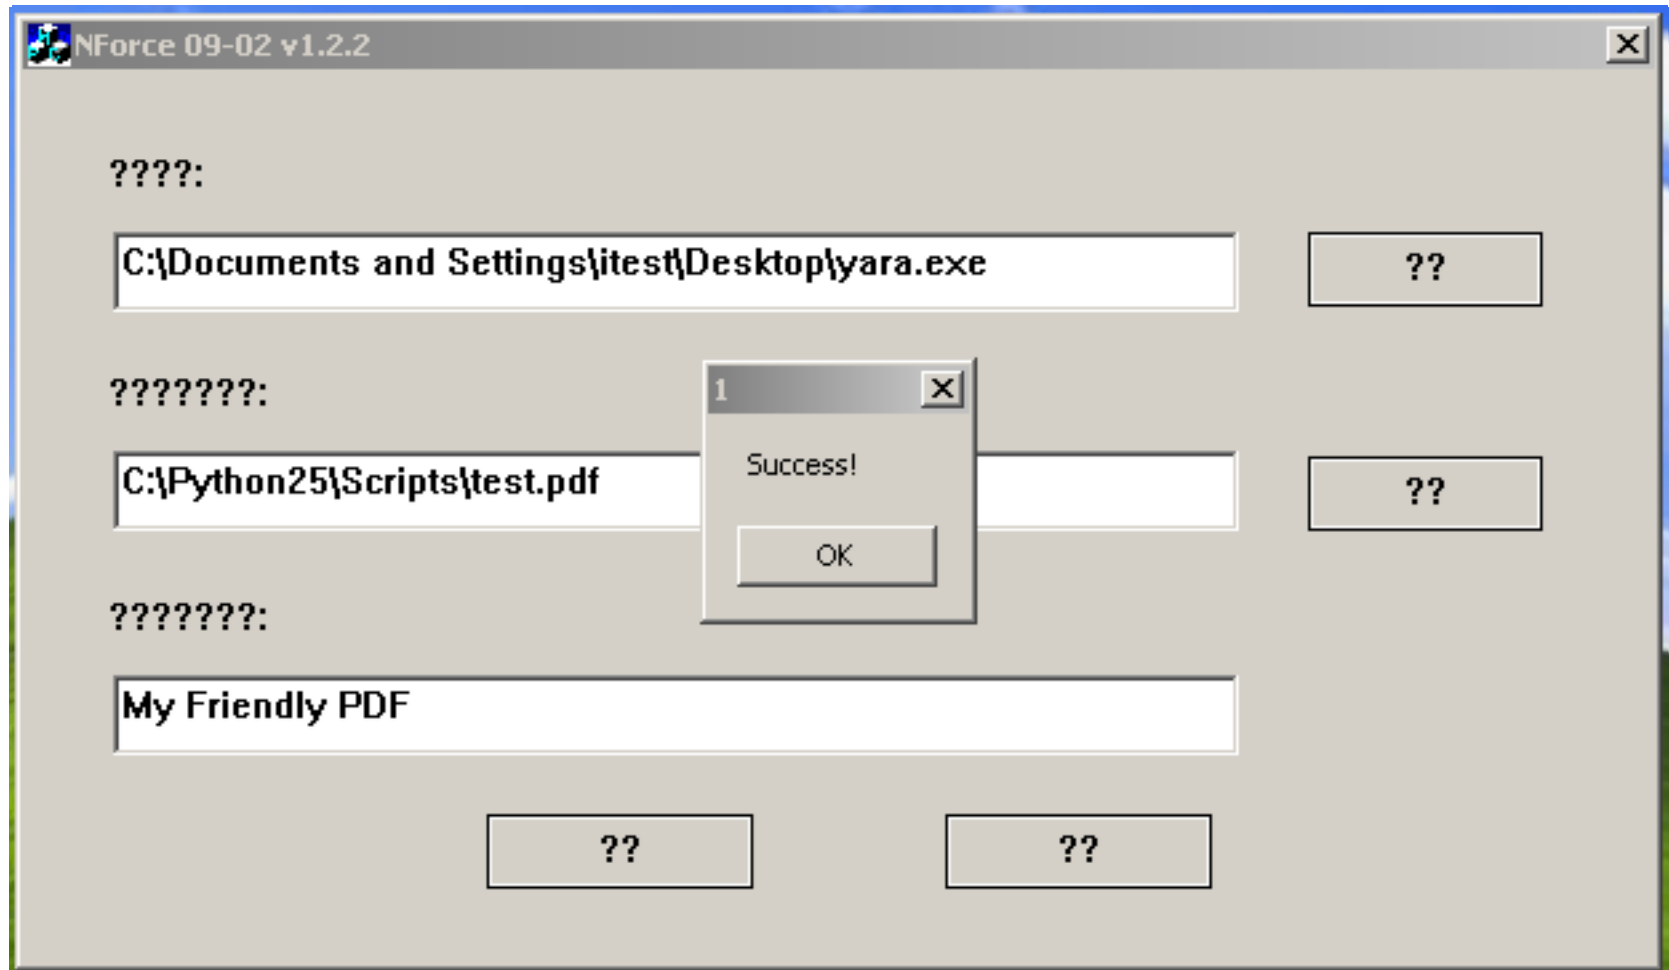 NForce 09-02 v1.2.2
????:
C:\Documents and Settings\itest\Desktop\yara.exe
??
???????:
1
Success!
OK
C:\Python25\Scripts\test.pdf
??
???????:
My Friendly PDF
??
??